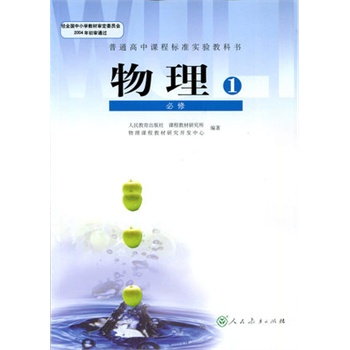 经全国中小学教材审定委员会
2004年初审通过
普通高中课程标准实验教科书
物理 1
必修
人民教育出版社 课程教材研究所
物理课程教材研究开发中心
编著
人民教育出版社